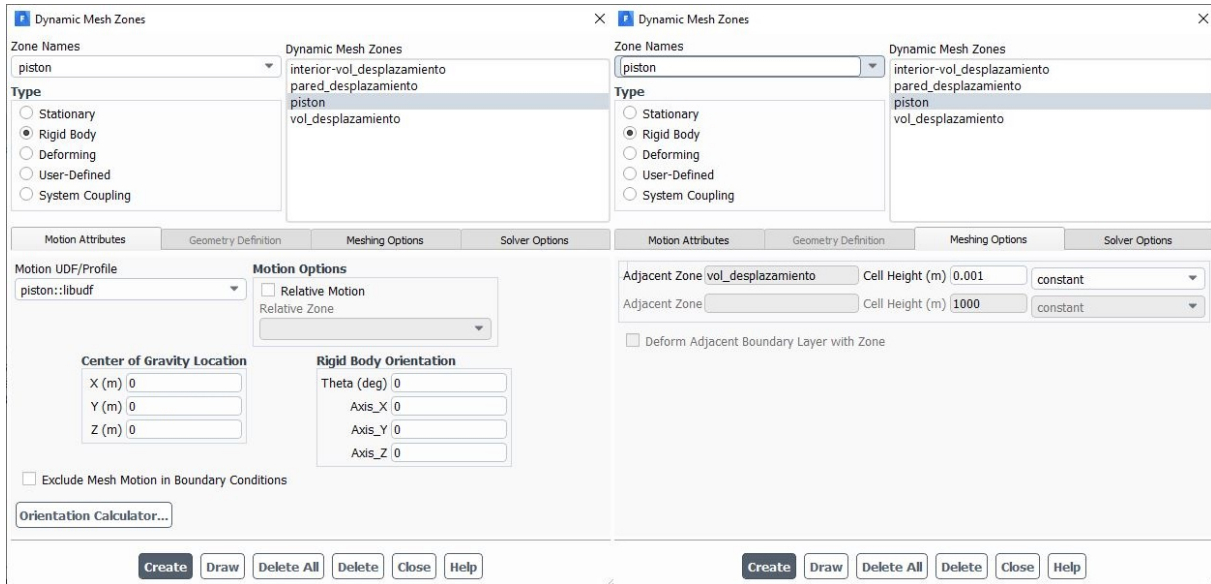 Dynamic Mesh Zones
Zone Names
piston
Dynamic Mesh Zones
interior-vol_desplazamiento
pared_desplazamiento
piston
vol_desplazamiento
Type
Stationary
Rigid Body
Deforming
User-Defined
System Coupling
Motion Attributes Geometry Definition Meshing Options Solver Options
Motion UDF/Profile
piston::libudf
Motion Options
Relative Motion
Relative Zone
Center of Gravity Location
X (m) 0
Y (m) 0
Z (m) 0
Rigid Body Orientation
Theta (deg) 0
Axis_X 0
Axis_Y 0
Axis_Z 0
Exclude Mesh Motion in Boundary Conditions
Orientation Calculator...
Create Draw Delete All Delete Close Help
Dynamic Mesh Zones
Zone Names
piston
Dynamic Mesh Zones
interior-vol_desplazamiento
pared_desplazamiento
piston
vol_desplazamiento
Type
Stationary
Rigid Body
Deforming
User-Defined
System Coupling
Motion Attributes Geometry Definition Meshing Options Solver Options
Adjacent Zone vol_desplazamiento Cell Height (m) 0.001 constant
Adjacent Zone Cell Height (m) 1000 constant
Deform Adjacent Boundary Layer with Zone
Create Draw Delete All Delete Close Help